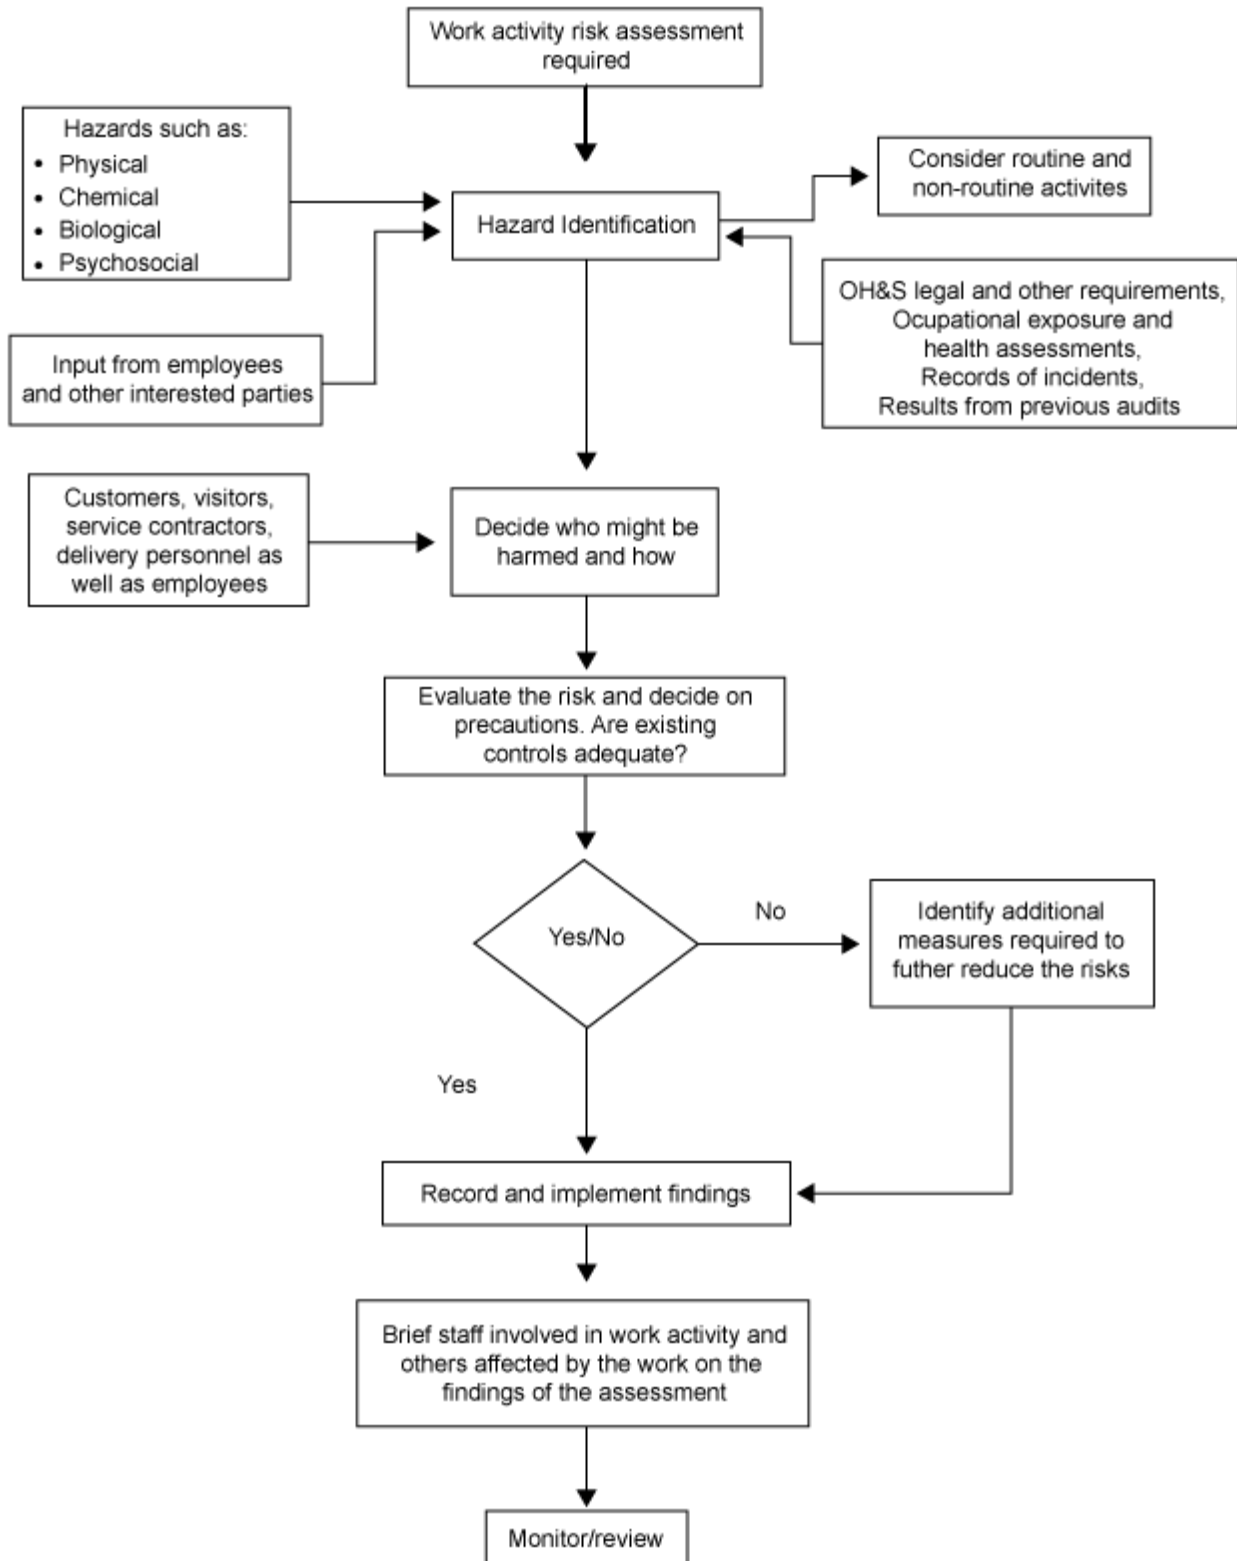 Work activity risk assessment
required
Hazards such as:
• Physical
• Chemical
• Biological
• Psychosocial
Consider routine and
non-routine activites
Hazard Identification
OH&S legal and other requirements,
Ocupational exposure and
health assessments,
Records of incidents,
Results from previous audits
Input from employees
and other interested parties
Customers, visitors,
service contractors,
delivery personnel as
well as employees
Decide who might be
harmed and how
Evaluate the risk and decide on
precautions. Are existing
controls adequate?
Yes/No
No
Identify additional
measures required to
futher reduce the risks
Yes
Record and implement findings
Brief staff involved in work activity and
others affected by the work on the
findings of the assessment
Monitor/review